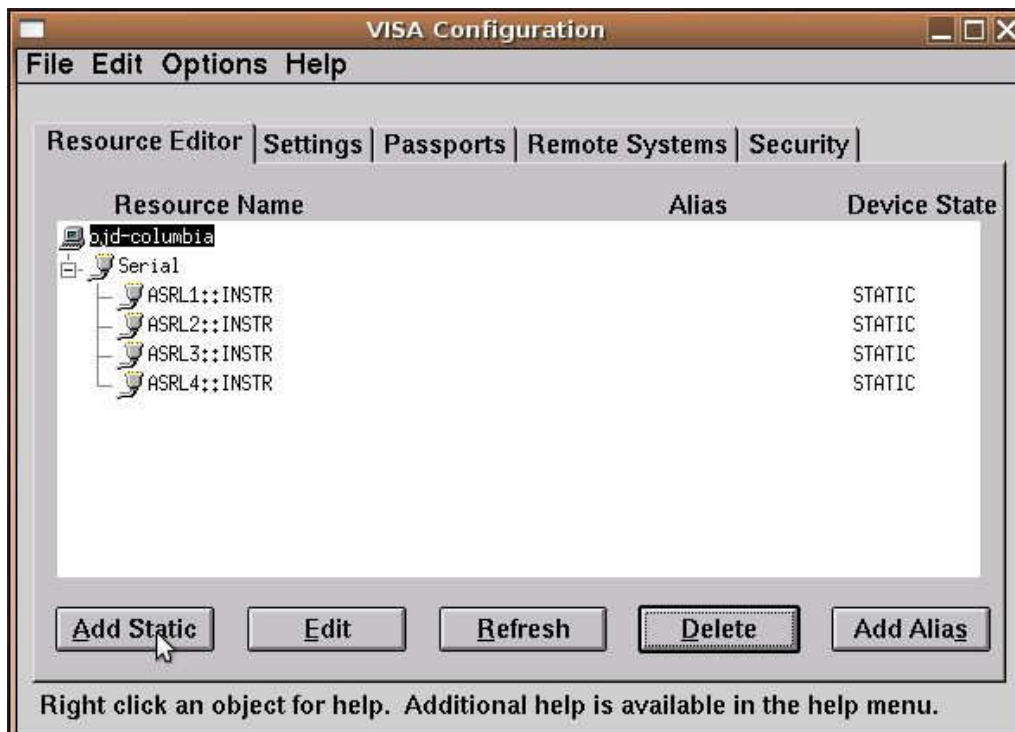 VISA Configuration
File Edit Options Help
Resource Editor Settings Passports Remote Systems Security
Resource Name Alias Device State
ojd-columbia
Serial
ASRL1::INSTR STATIC
ASRL2::INSTR STATIC
ASRL3::INSTR STATIC
ASRL4::INSTR STATIC
Add Static Edit Refresh Delete Add Alias
Right click an object for help. Additional help is available in the help menu.